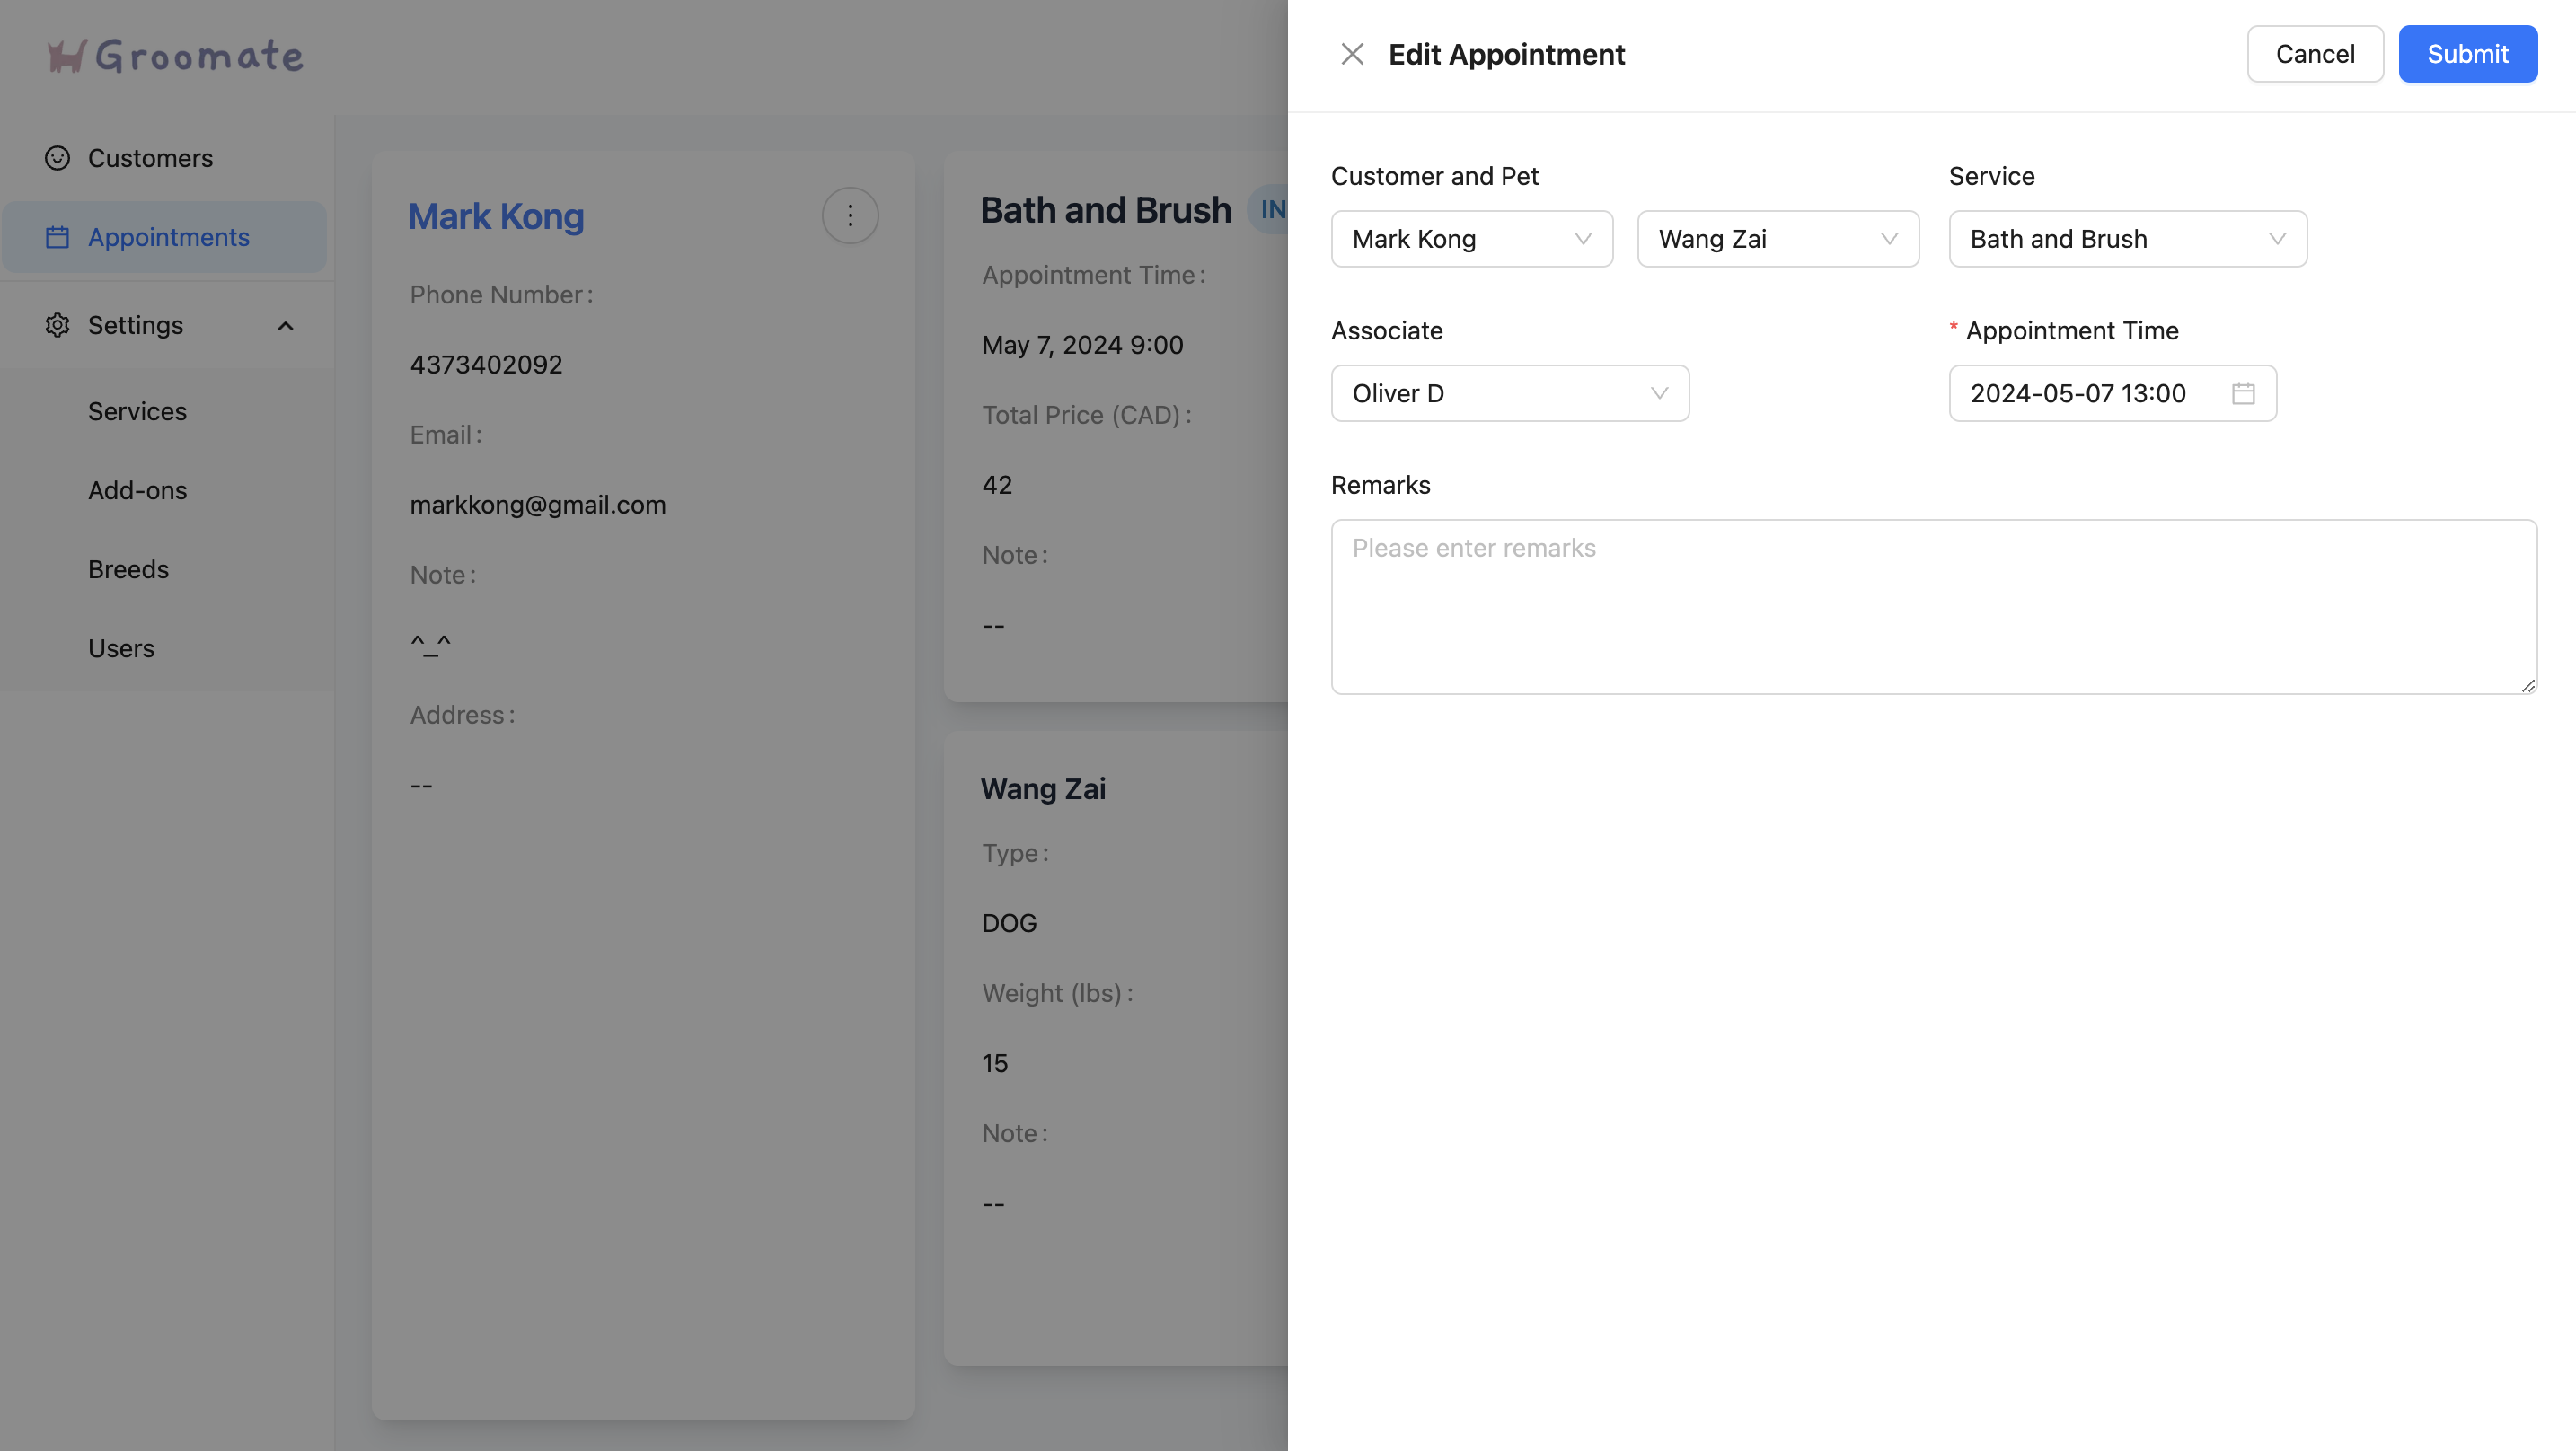 Groomate
Customers
Appointments
Settings
Services
Add-ons
Breeds
Users
Mark Kong
Phone Number:
4373402092
Email:
markkong@gmail.com
Note:
^_^
Address:
--
Bath and Brush IN
Appointment Time:
May 7, 2024 9:00
Total Price (CAD):
42
Note:
--
Wang Zai
Type:
DOG
Weight (lbs):
15
Note:
--
Edit Appointment
Cancel
Submit
Customer and Pet
Mark Kong
Wang Zai
Service
Bath and Brush
Associate
Oliver D
* Appointment Time
2024-05-07 13:00
Remarks
Please enter remarks